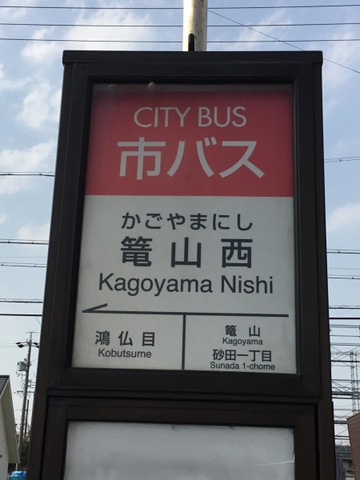 CITY BUS
市バス
かごやまにし
篭山西
Kagoyama Nishi
鴻仏目
Kobutsume
篭山
Kagoyama
砂田一丁目
Sunada 1-chome